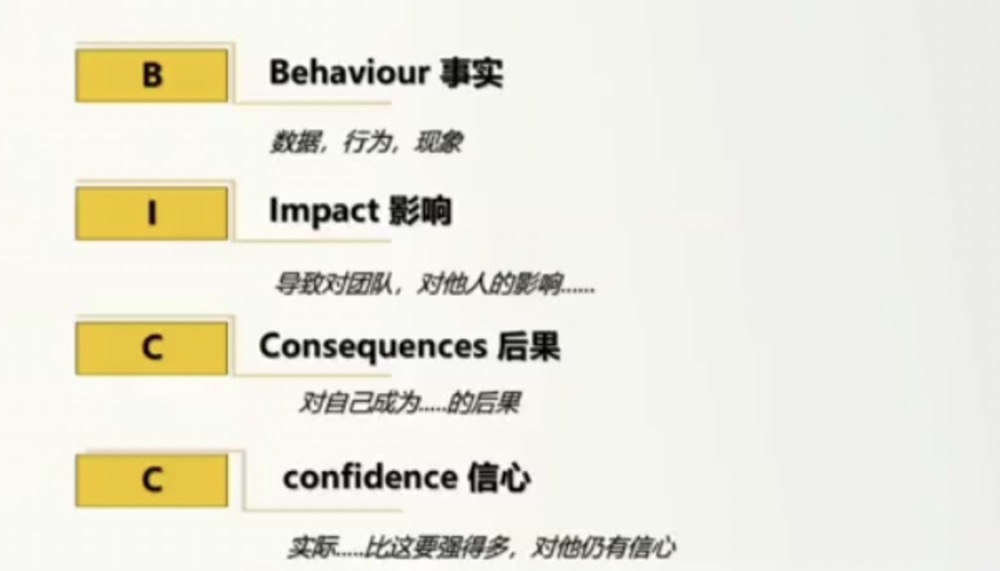 B
Behaviour 事实
数据，行为，现象
I
Impact 影响
导致对团队，对他人的影响......
C
Consequences 后果
对自己成为.....的后果
C
confidence 信心
实际.....比这要强得多，对他仍有信心